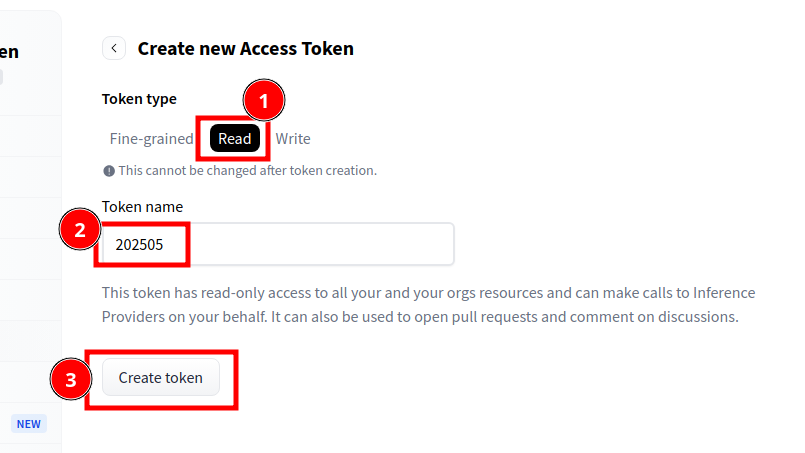 en
Create new Access Token
Token type
1
Fine-grained Read Write
This cannot be changed after token creation.
Token name
2
202505
This token has read-only access to all your and your orgs resources and can make calls to Inference
Providers on your behalf. It can also be used to open pull requests and comment on discussions.
3
Create token
NEW